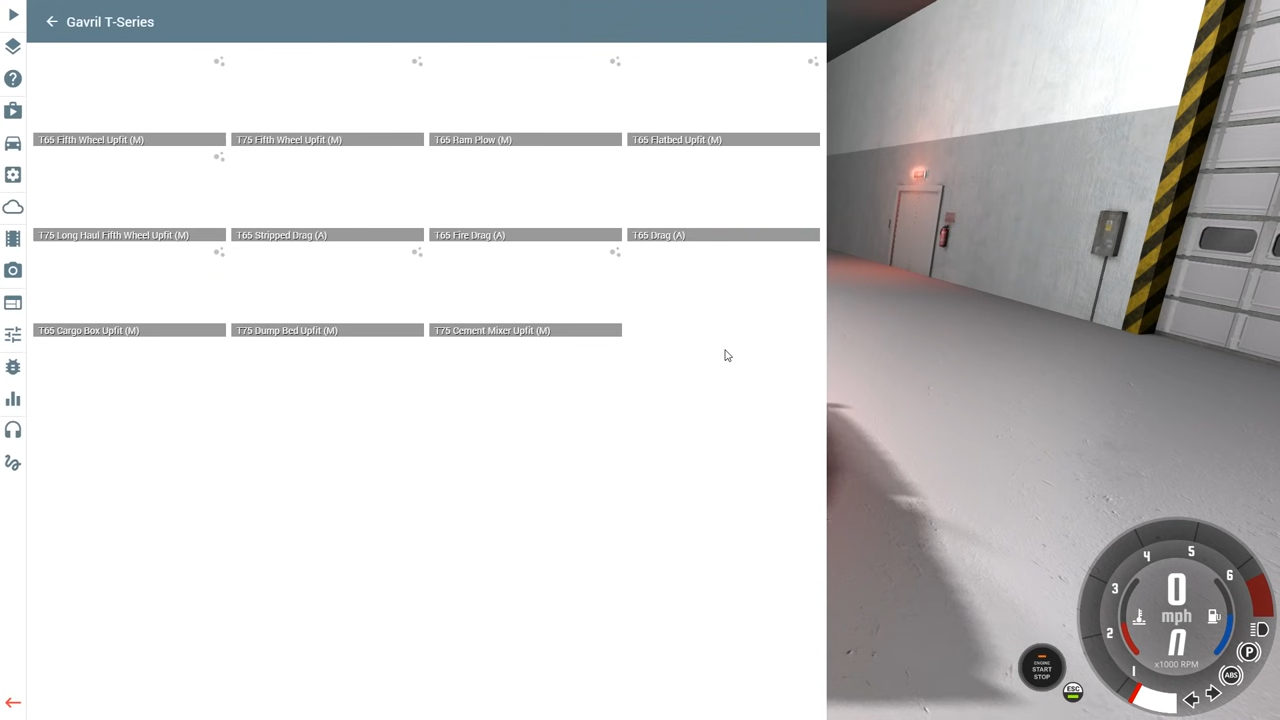 Gavril T-Series
T65 Fifth Wheel Upfit (M)
T75 Fifth Wheel Upfit (M)
T65 Ram Plow (M)
T65 Flatbed Upfit (M)
T75 Long Haul Fifth Wheel Upfit (M)
T65 Stripped Drag (A)
T65 Fire Drag (A)
T65 Drag (A)
T65 Cargo Box Upfit (M)
T75 Dump Bed Upfit (M)
T75 Cement Mixer Upfit (M)
1
2
3
4
5
6
0
mph
n
x1000 RPM
P
ABS
ENGINE
START
STOP
ESC